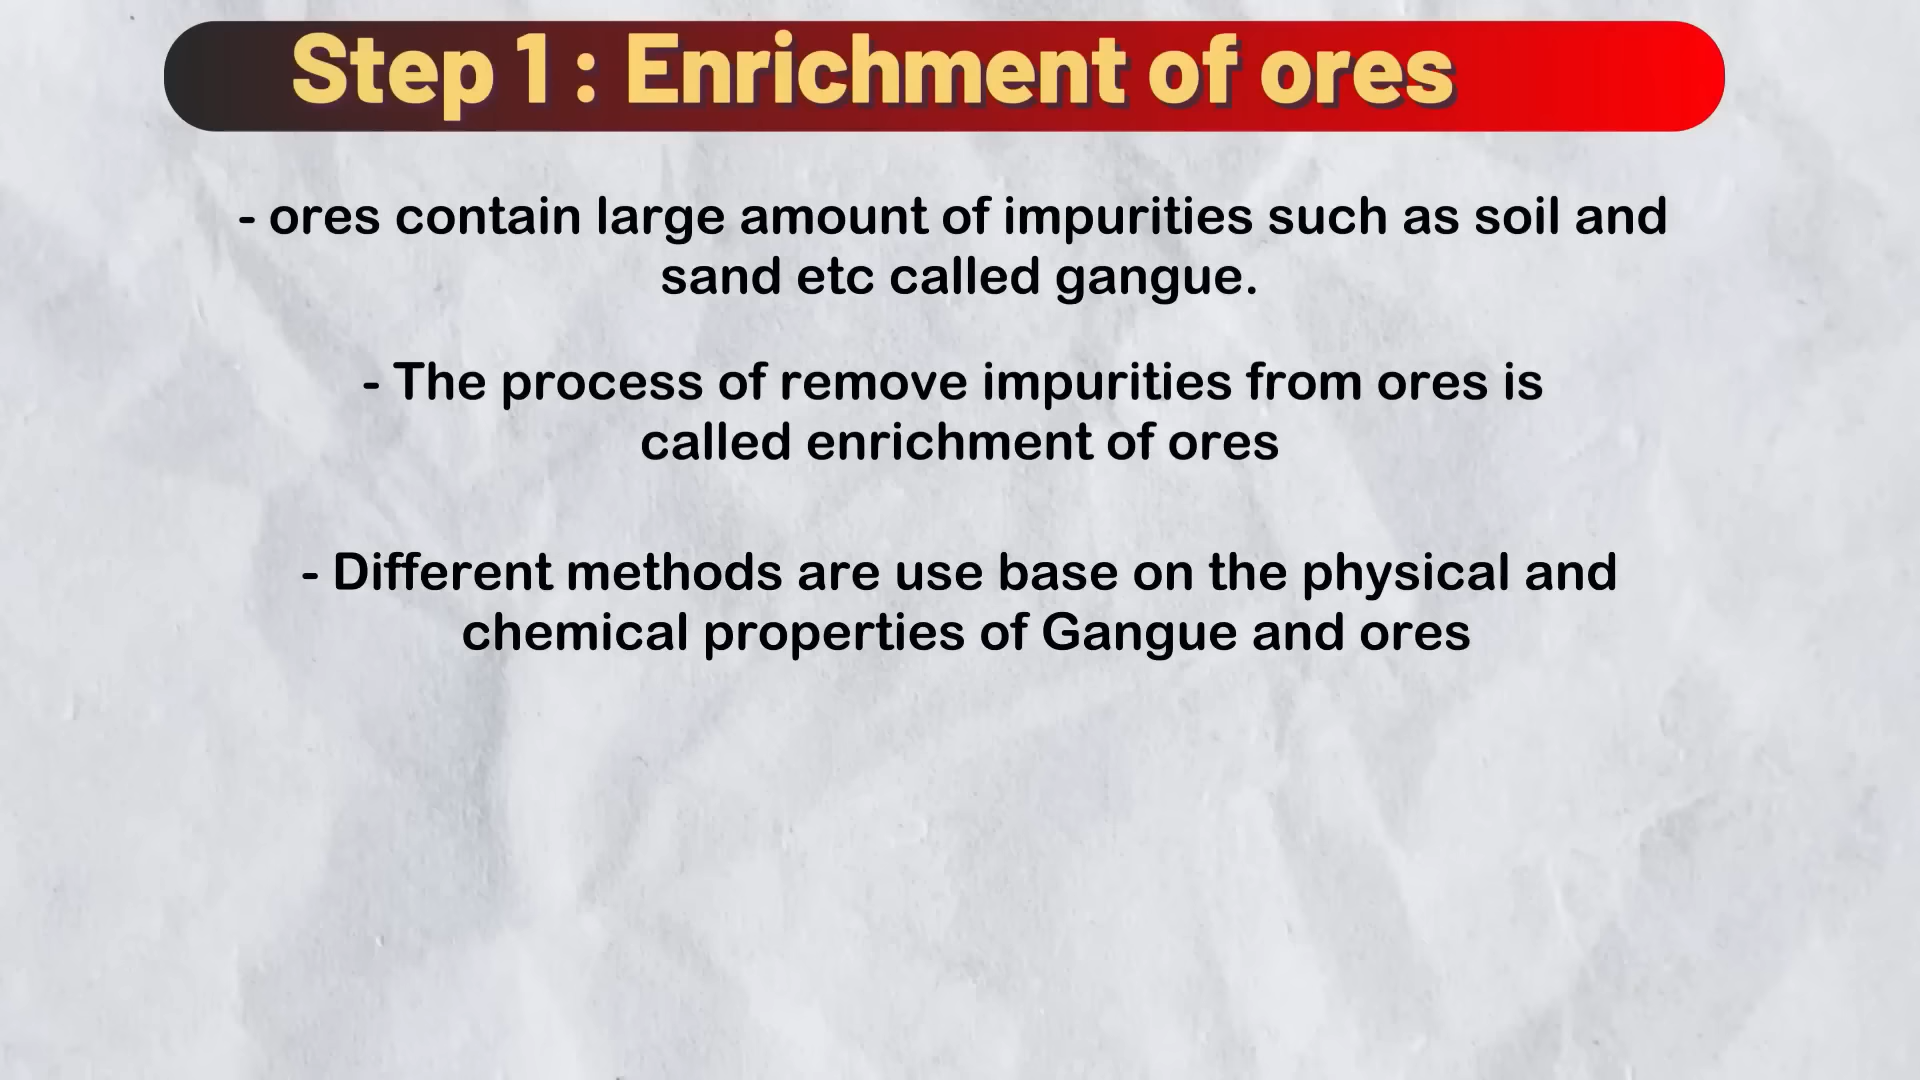 Step 1 : Enrichment of ores
- ores contain large amount of impurities such as soil and
sand etc called gangue.
- The process of remove impurities from ores is
called enrichment of ores
- Different methods are use base on the physical and
chemical properties of Gangue and ores